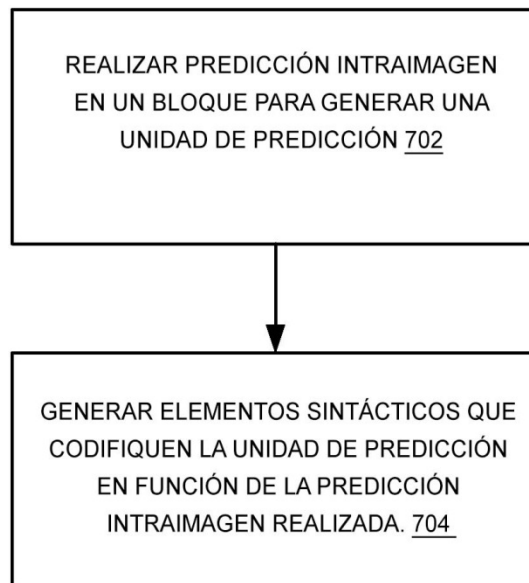 REALIZAR PREDICCIÓN INTRAIMAGEN
EN UN BLOQUE PARA GENERAR UNA
UNIDAD DE PREDICCIÓN 702
GENERAR ELEMENTOS SINTÁCTICOS QUE
CODIFIQUEN LA UNIDAD DE PREDICCIÓN
EN FUNCIÓN DE LA PREDICCIÓN
INTRAIMAGEN REALIZADA. 704